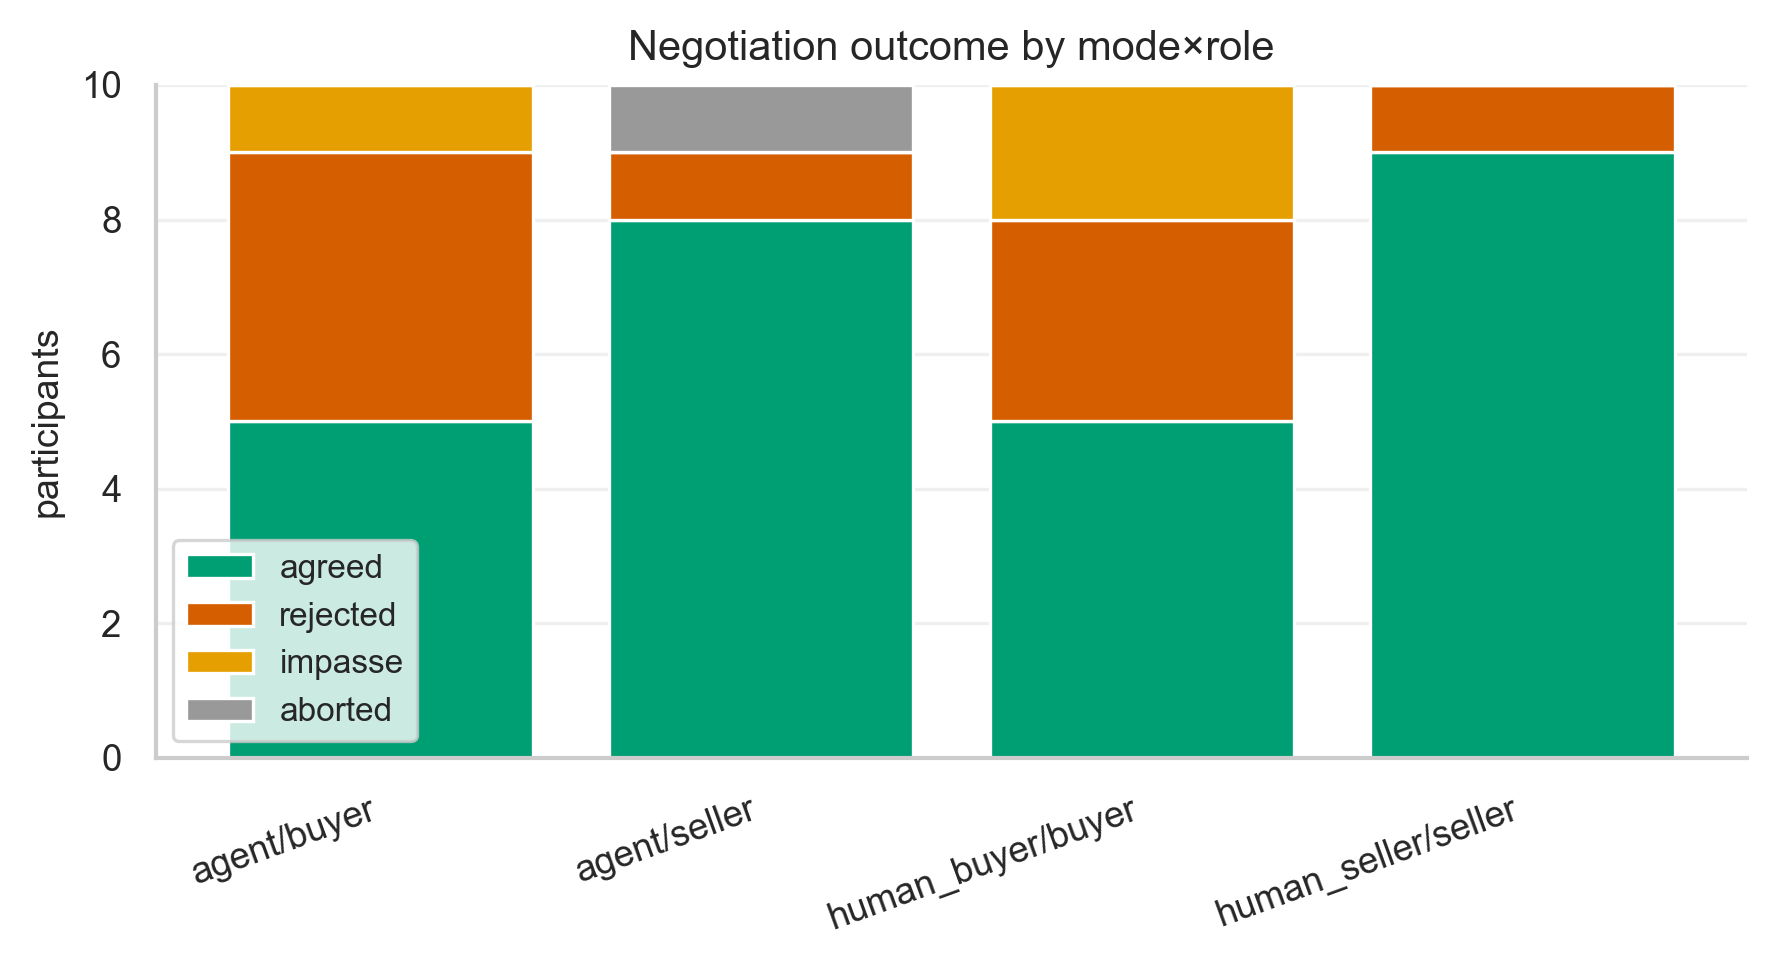 Negotiation outcome by mode×role
participants
10
8
6
4
2
0
agreed
rejected
impasse
aborted
agent/buyer
agent/seller
human_buyer/buyer
human_seller/seller